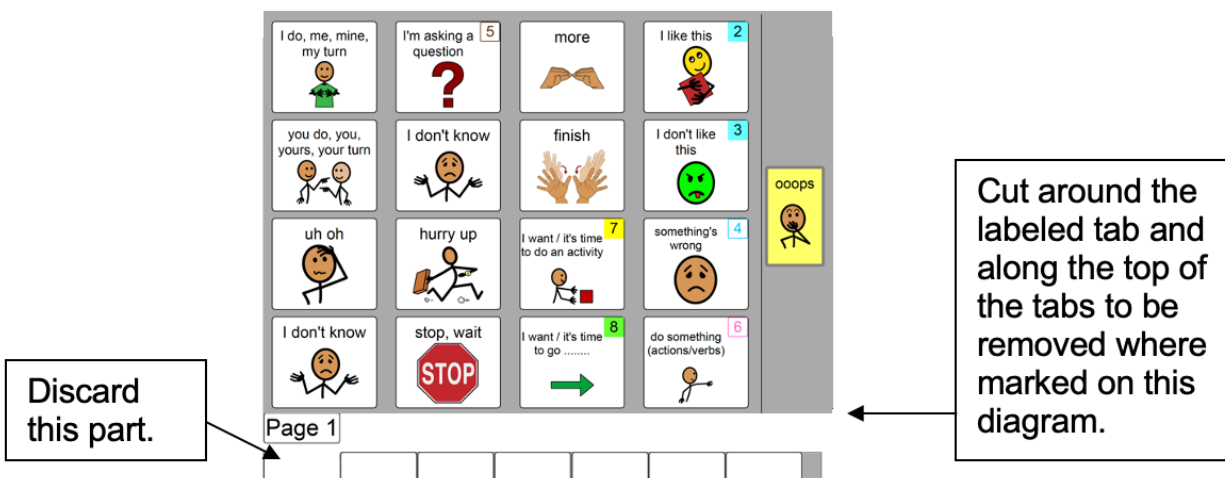 I do, me, mine,
my turn
I'm asking a
question
5
more
I like this
2
you do, you,
yours, your turn
I don't know
finish
I don't like
this
3
ooops
uh oh
hurry up
I want / it's time
to do an activity
7
something's
wrong
4
I don't know
stop, wait
STOP
I want / it's time
to go ........
8
do something
(actions/verbs)
6
Page 1
Discard
this part.
Cut around the
labeled tab and
along the top of
the tabs to be
removed where
marked on this
diagram.